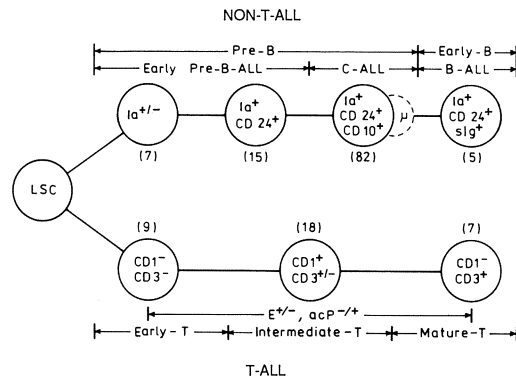 NON-T-ALL
Pre-B Early-B
Early Pre-B-ALL C-ALL B-ALL
Ia+/- Ia+ CD 24+ Ia+ CD 24+ CD10+ μ Ia+ CD 24+ sIg+
(7) (15) (82) (5)
LSC
(9) (18) (7)
CD1- CD3- CD1+ CD3+/- CD1- CD3+
E+/-, acP-/+
Early-T Intermediate-T Mature-T
T-ALL